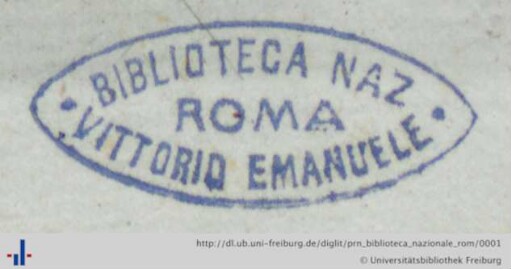 BIBLIOTECA NAZ
ROMA
VITTORIO EMANUELE
http://dl.ub.uni-freiburg.de/diglit/prn_biblioteca_nazionale_rom/0001
© Universitätsbibliothek Freiburg